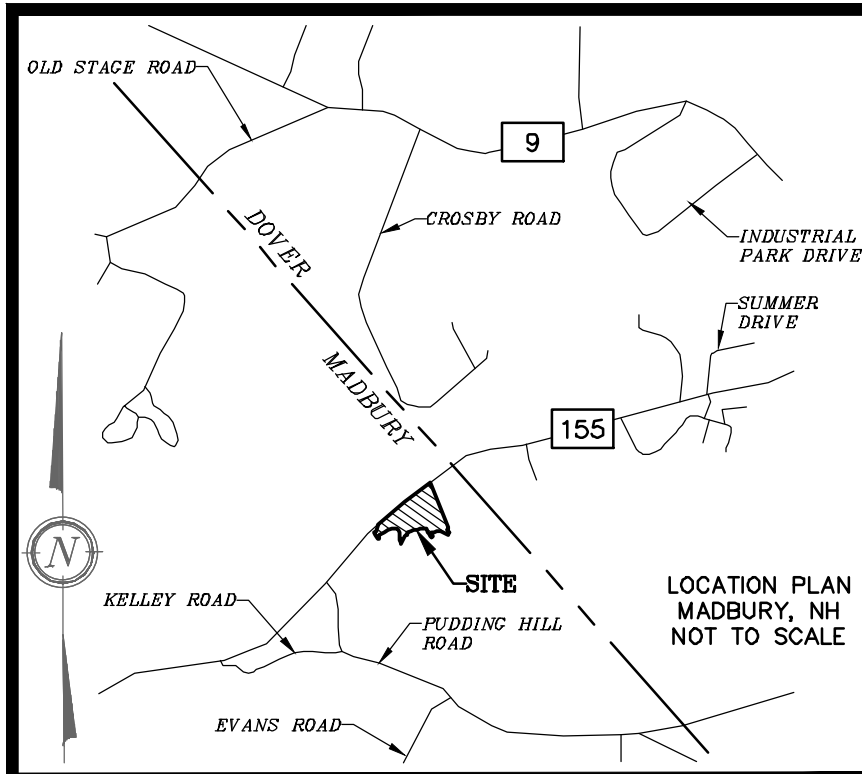 OLD STAGE ROAD
9
DOVER
CROSBY ROAD
INDUSTRIAL
PARK DRIVE
SUMMER
DRIVE
MADBURY
155
N
SITE
KELLEY ROAD
PUDDING HILL
ROAD
EVANS ROAD
LOCATION PLAN
MADBURY, NH
NOT TO SCALE